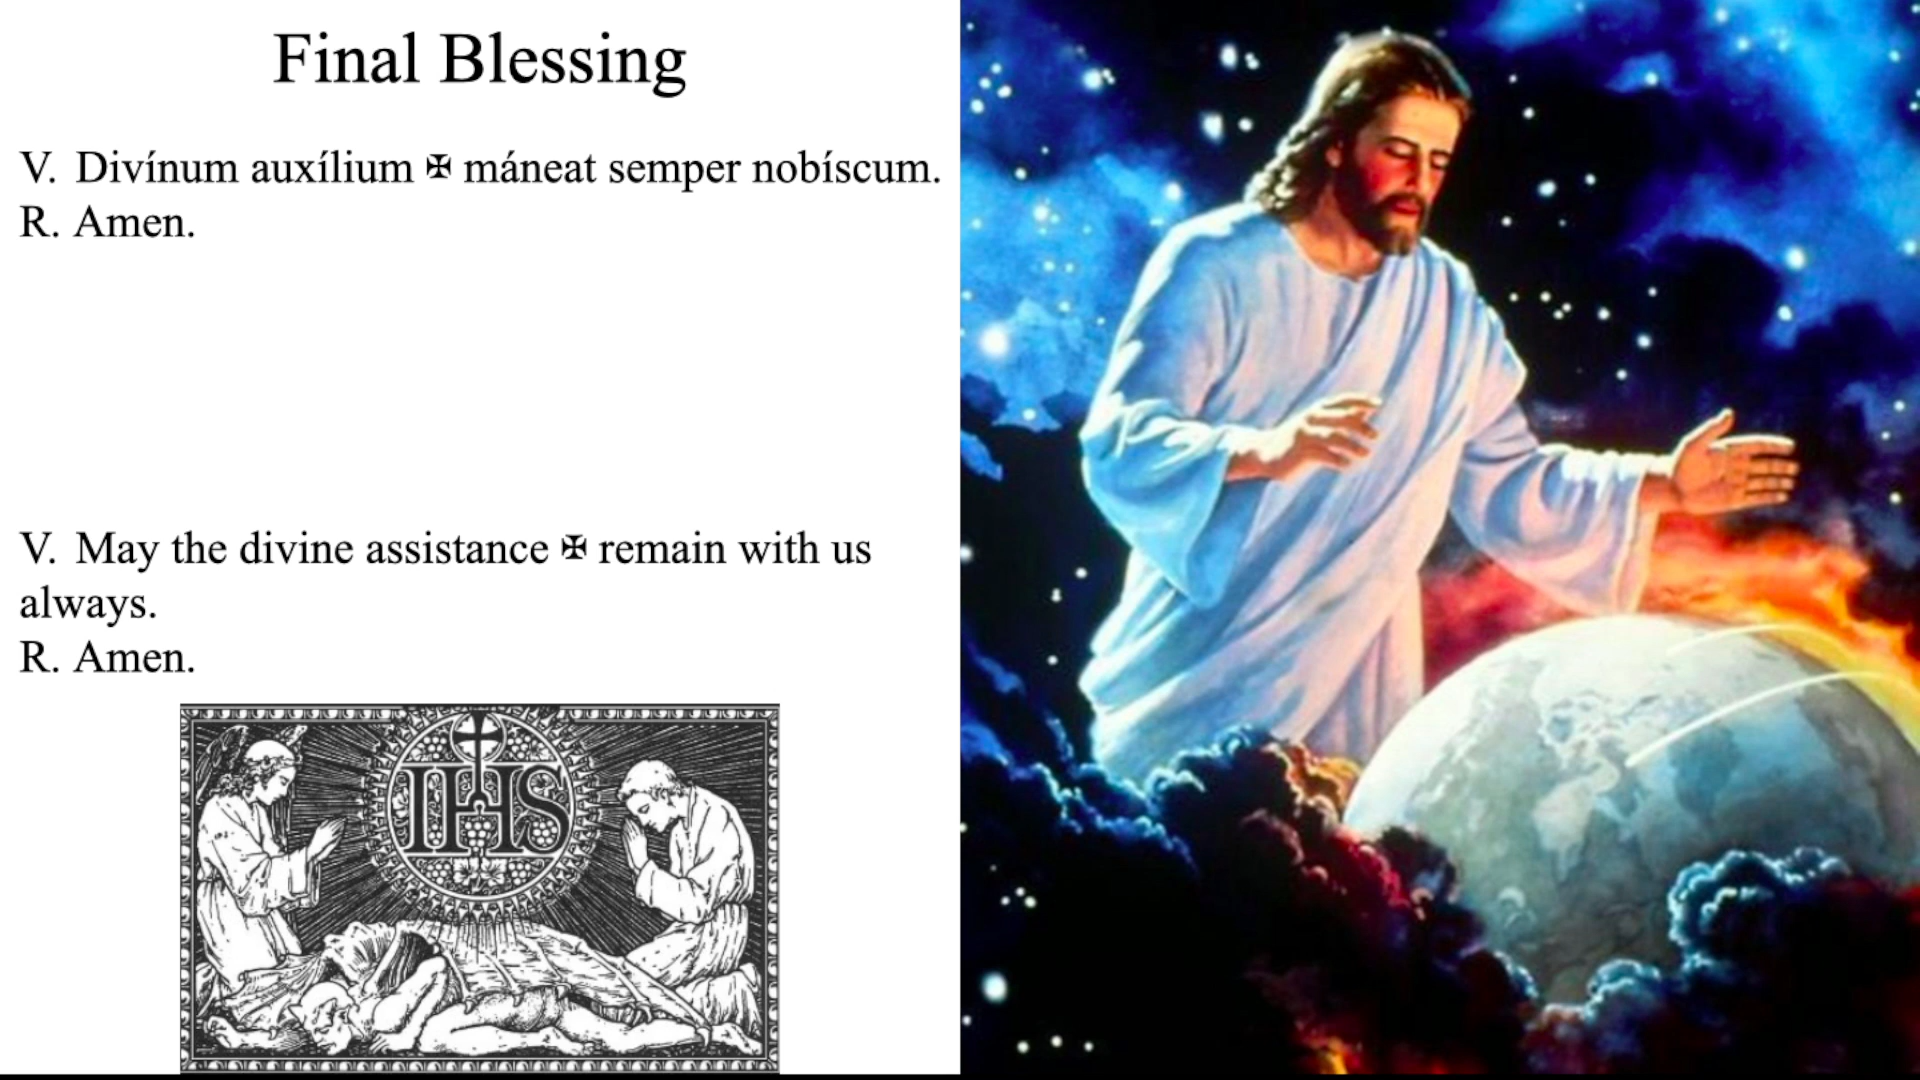 Final Blessing
V. Divínum auxílium ✠ máneat semper nobíscum.
R. Amen.
V. May the divine assistance ✠ remain with us
always.
R. Amen.
IHS